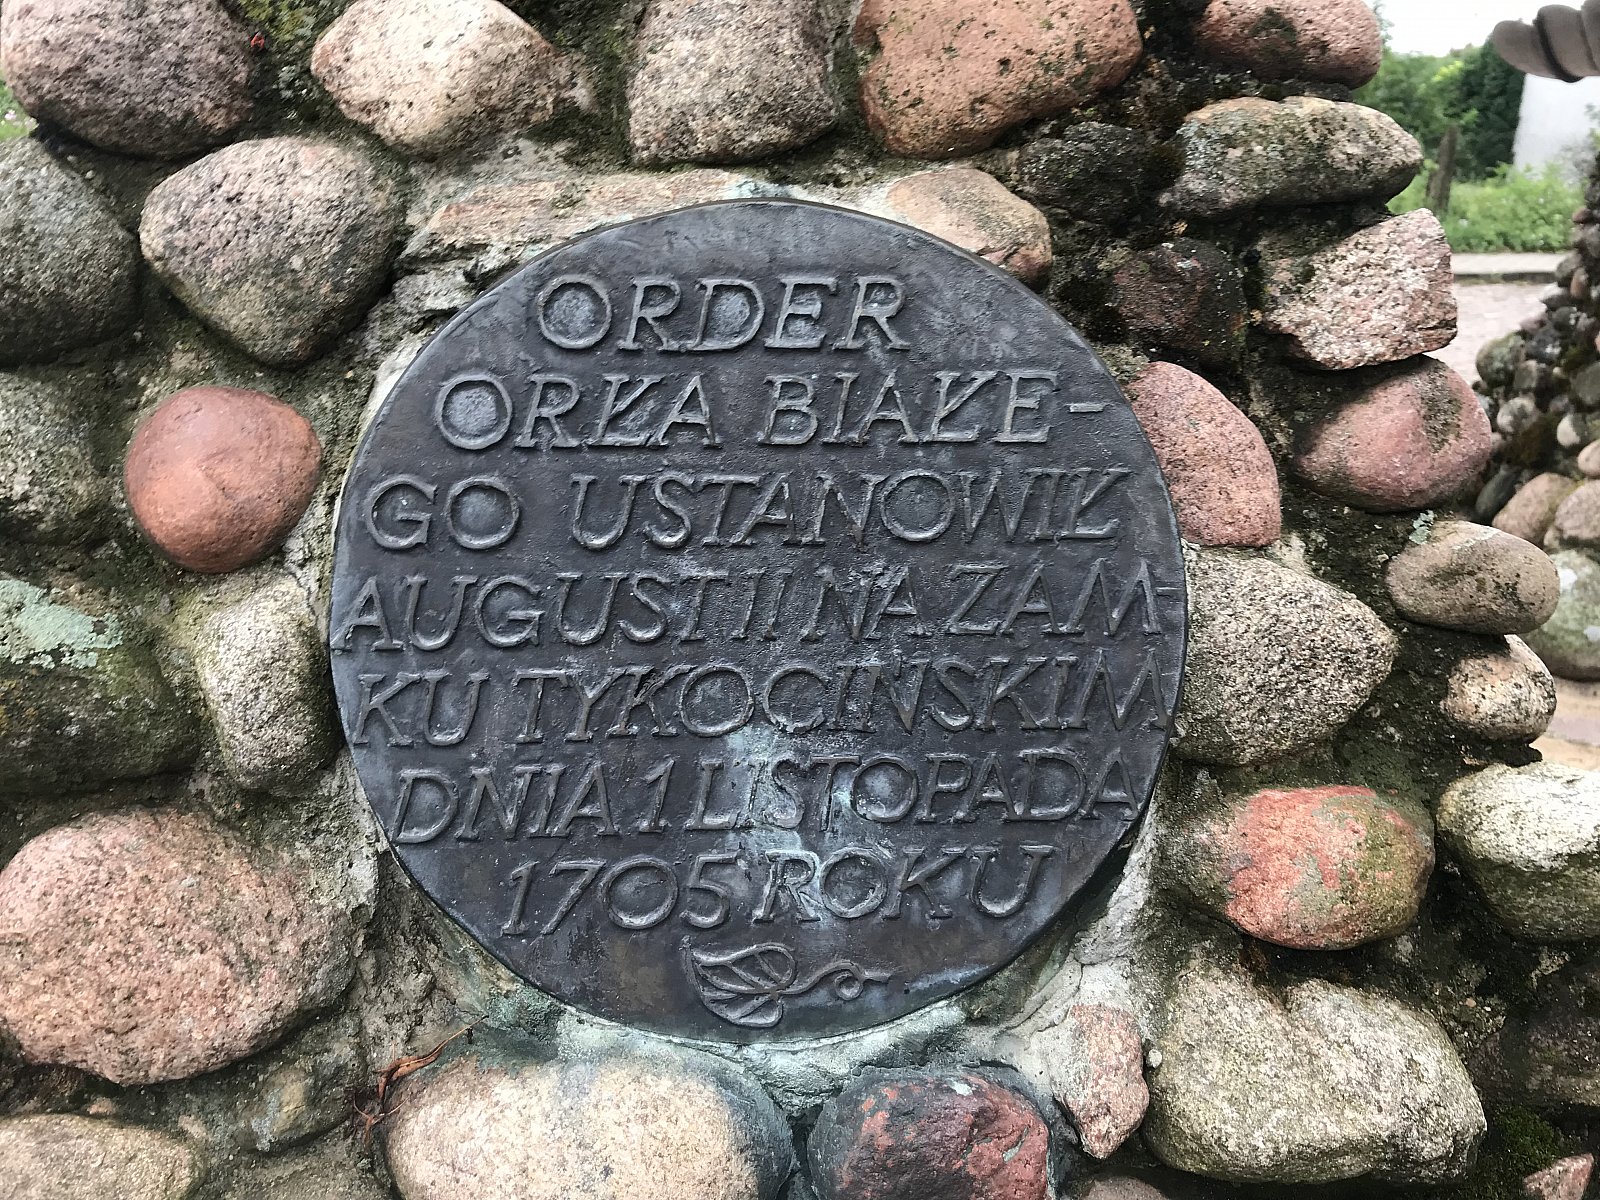 ORDER
ORŁA BIAŁE-
GO USTANOWIŁ
AUGUST II NA ZAM-
KU TYKOCIŃSKIM
DNIA 1 LISTOPADA
1705 ROKU